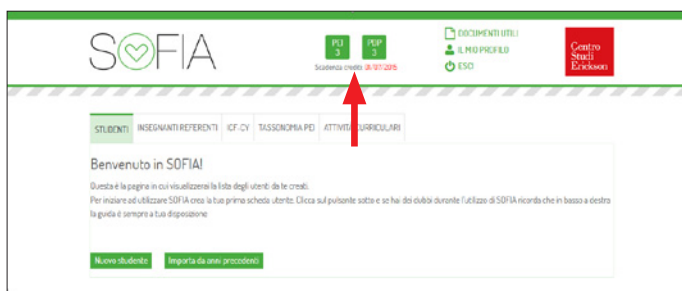 SOFIA
PEI
3
PDP
3
Scadenza crediti 31/12/2015
DOCUMENTI UTILI
IL MIO PROFILO
ESCI
Centro
Studi
Erickson
STUDENTI INSEGNANTI REFERENTI ICF-CY TASSONOMIA PEI ATTIVITÀ CURRICULARI
Benvenuto in SOFIA!
Questa è la pagina in cui visualizzerai la lista degli utenti da te creati.
Per iniziare ad utilizzare SOFIA crea la tua prima scheda utente. Clicca sul pulsante sotto e se hai dei dubbi durante l'utilizzo di SOFIA ricorda che in basso a destra
la guida è sempre a tua disposizione
Nuovo studente Importa da anni precedenti